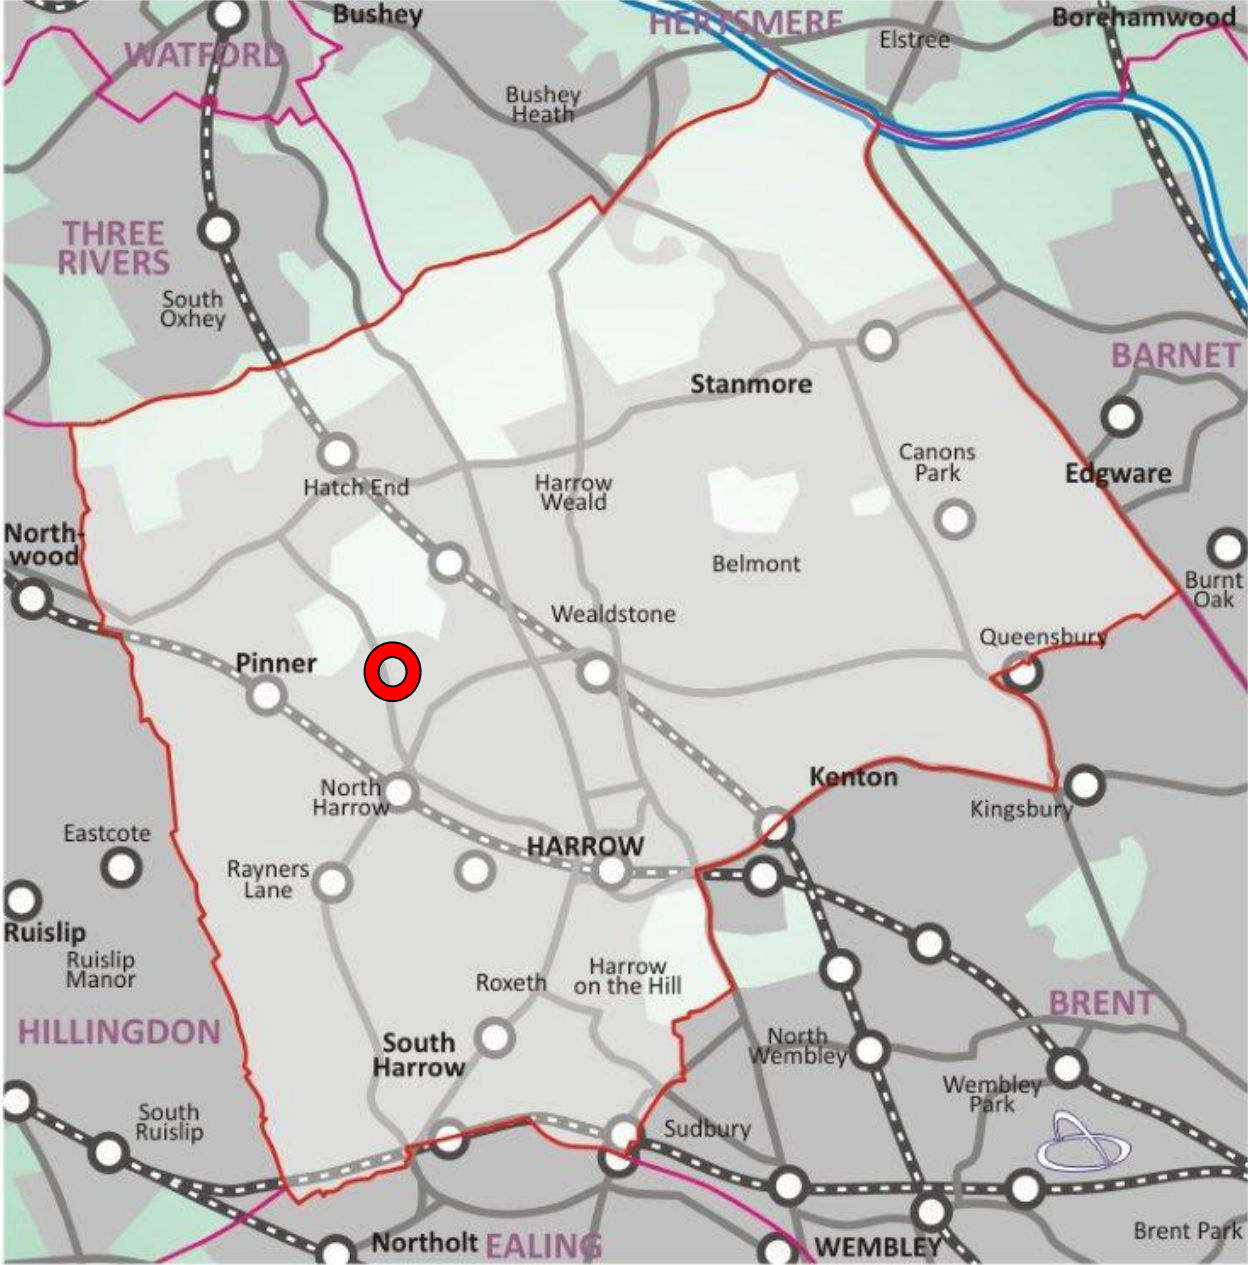 Bushey
HERTSMERE
Borehamwood
Elstree
WATFORD
Bushey
Heath
THREE
RIVERS
South
Oxhey
BARNET
Stanmore
Canons
Park
Edgware
Hatch End
Harrow
Weald
North-
wood
Belmont
Burnt
Oak
Wealdstone
Queensbury
Pinner
Kenton
North
Harrow
Kingsbury
Eastcote
HARROW
Rayners
Lane
Ruislip
Ruislip
Manor
Roxeth
Harrow
on the Hill
BRENT
HILLINGDON
South
Harrow
North
Wembley
Wembley
Park
South
Ruislip
Sudbury
Brent Park
Northolt
EALING
WEMBLEY